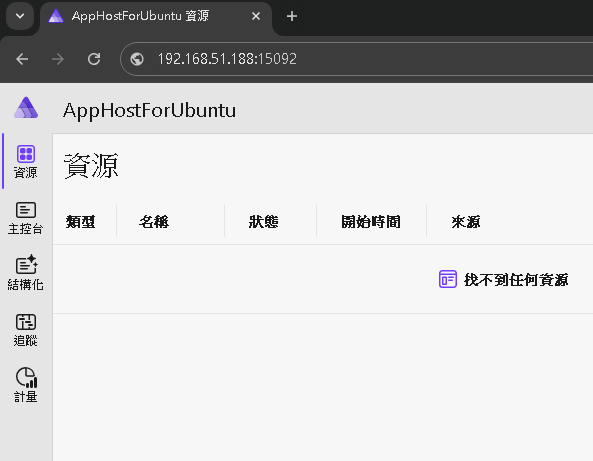 AppHostForUbuntu 資源
192.168.51.188:15092
AppHostForUbuntu
資源
資源
主控台
結構化
追蹤
計量
類型 名稱 狀態 開始時間 來源
找不到任何資源